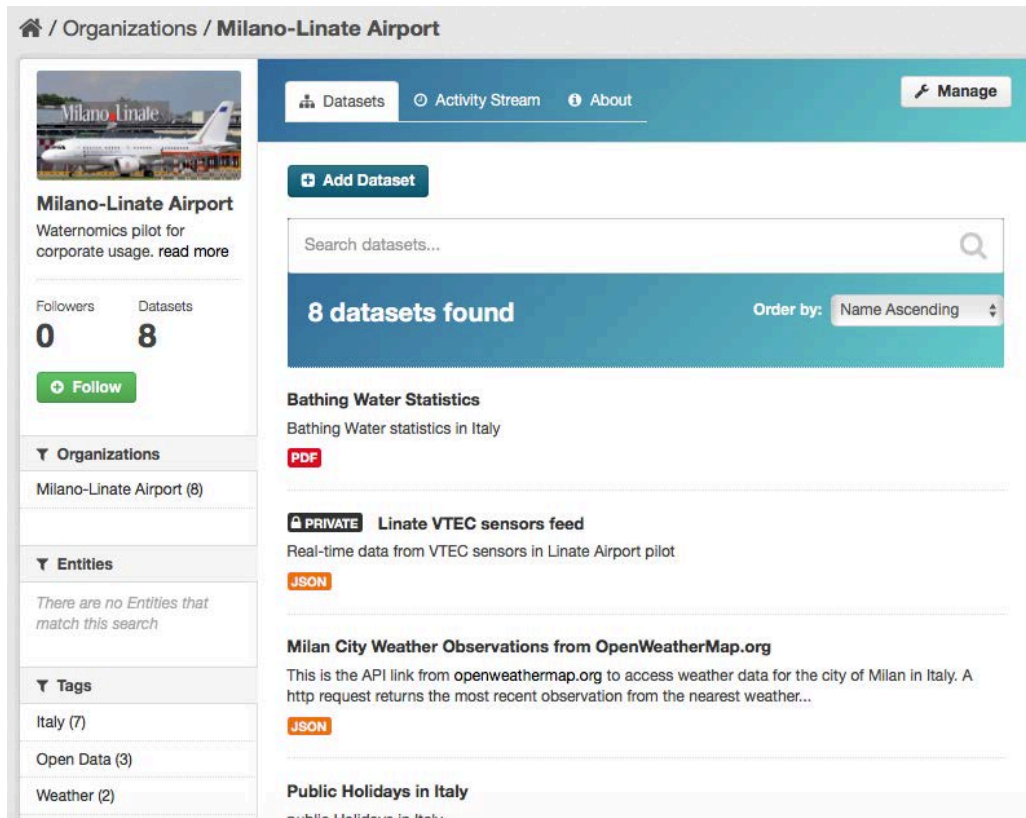 / Organizations / Milano-Linate Airport
Milano Linate
Milano-Linate Airport
Waternomics pilot for
corporate usage. read more
Followers Datasets
0 8
Follow
Organizations
Milano-Linate Airport (8)
Entities
There are no Entities that
match this search
Tags
Italy (7)
Open Data (3)
Weather (2)
Datasets Activity Stream About
Manage
Add Dataset
Search datasets...
8 datasets found
Order by: Name Ascending
Bathing Water Statistics
Bathing Water statistics in Italy
PDF
PRIVATE Linate VTEC sensors feed
Real-time data from VTEC sensors in Linate Airport pilot
JSON
Milan City Weather Observations from OpenWeatherMap.org
This is the API link from openweathermap.org to access weather data for the city of Milan in Italy. A
http request returns the most recent observation from the nearest weather...
JSON
Public Holidays in Italy
public Holidays in Italy